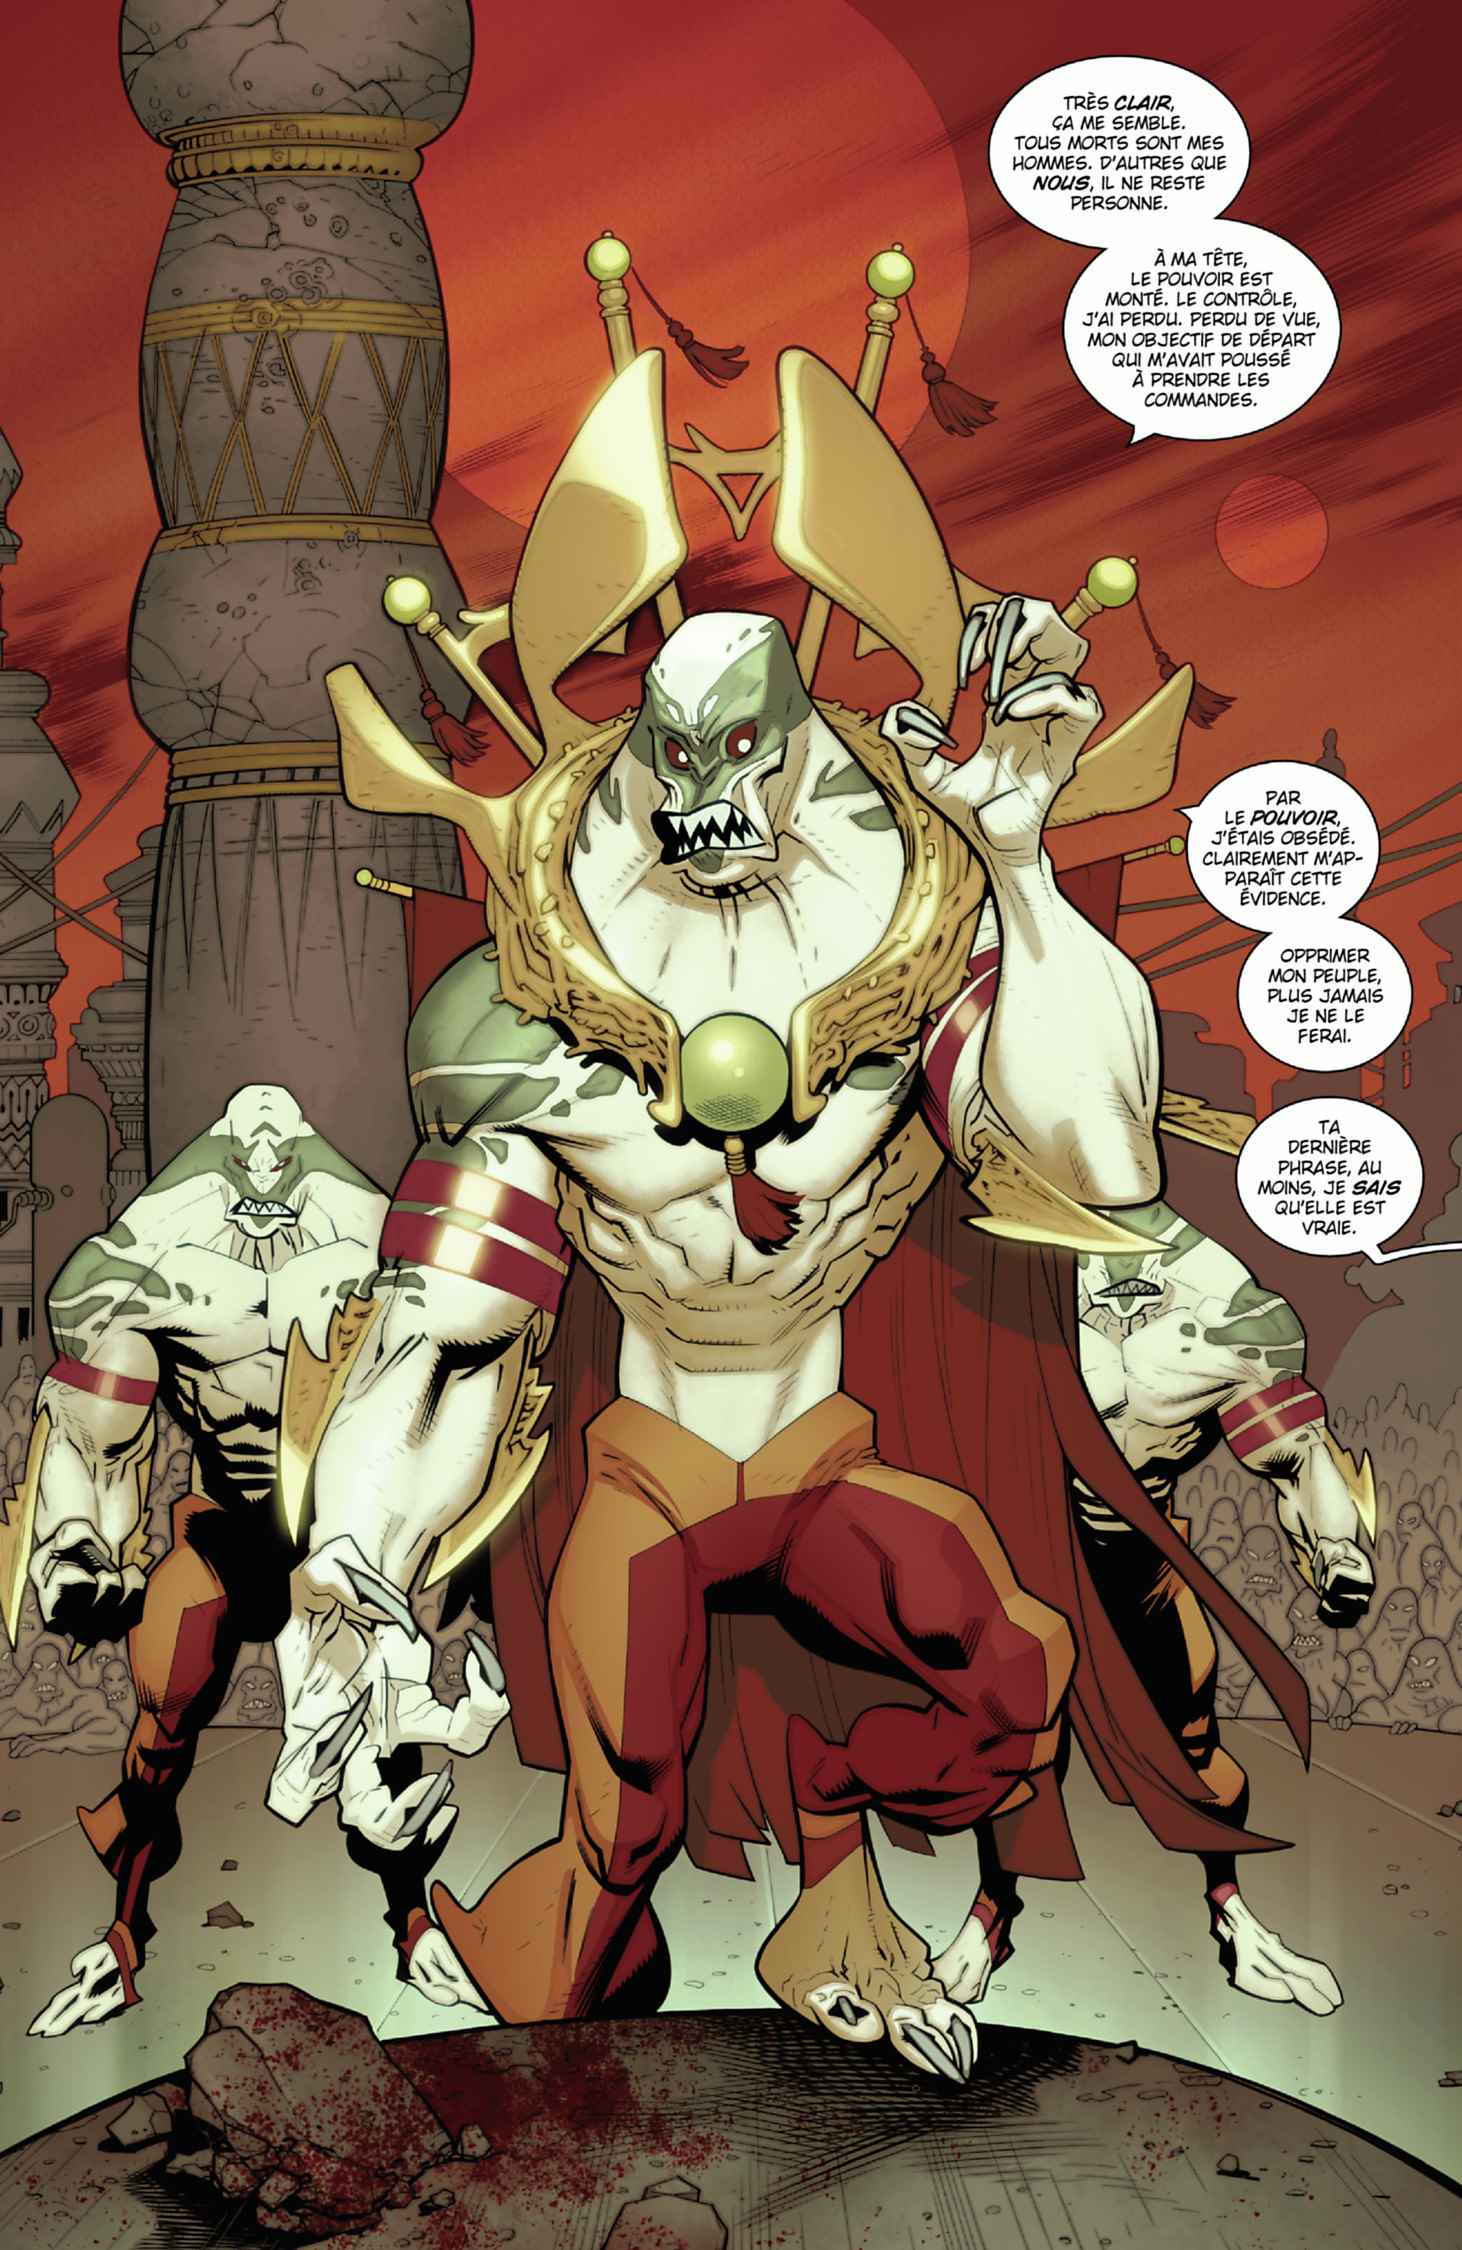 TRÈS CLAIR,
ÇA ME SEMBLE.
TOUS MORTS SONT MES
HOMMES. D'AUTRES QUE
NOUS, IL NE RESTE
PERSONNE.
À MA TÊTE,
LE POUVOIR EST
MONTÉ. LE CONTRÔLE,
J'AI PERDU. PERDU DE VUE,
MON OBJECTIF DE DÉPART
QUI M'AVAIT POUSSÉ
À PRENDRE LES
COMMANDES.
PAR
LE POUVOIR,
J'ÉTAIS OBSÉDÉ.
CLAIREMENT M'AP-
PARAÎT CETTE
ÉVIDENCE.
OPPRIMER
MON PEUPLE,
PLUS JAMAIS
JE NE LE
FERAI.
TA
DERNIÈRE
PHRASE, AU
MOINS, JE SAIS
QU'ELLE EST
VRAIE.